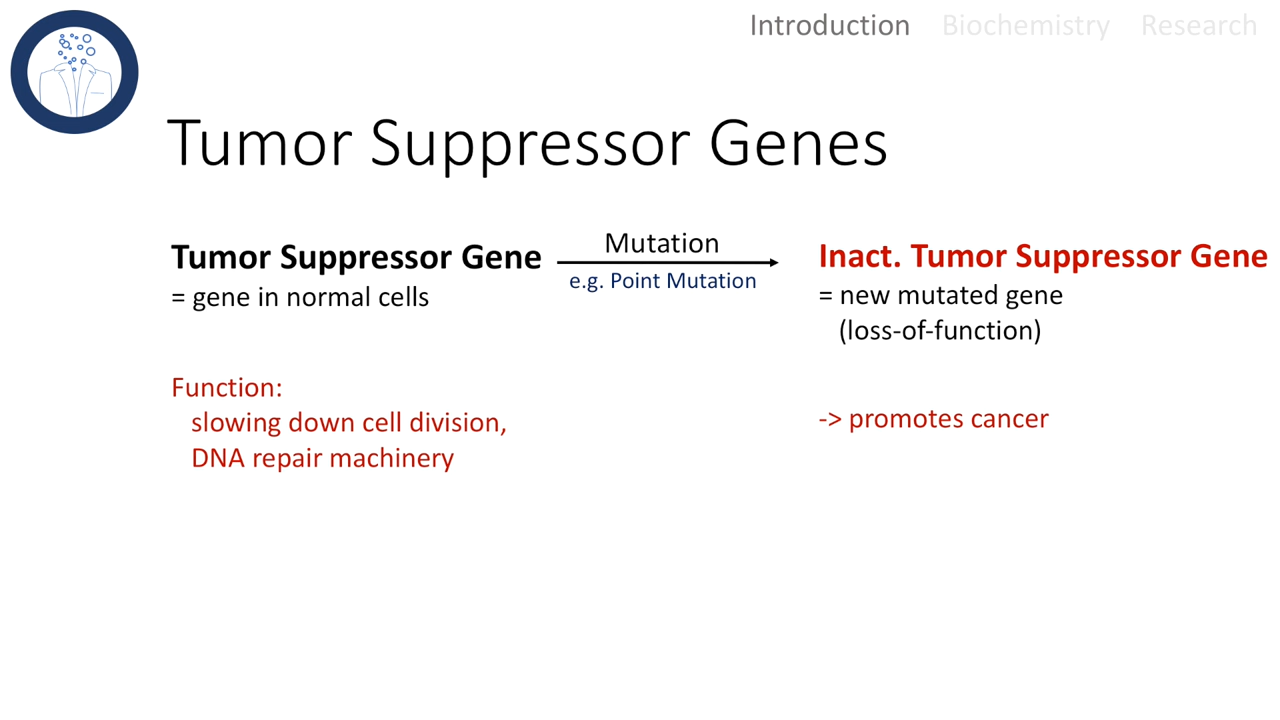 Introduction Biochemistry Research
Tumor Suppressor Genes
Tumor Suppressor Gene
= gene in normal cells
Mutation
e.g. Point Mutation
Inact. Tumor Suppressor Gene
= new mutated gene
(loss-of-function)
Function:
slowing down cell division,
DNA repair machinery
-> promotes cancer